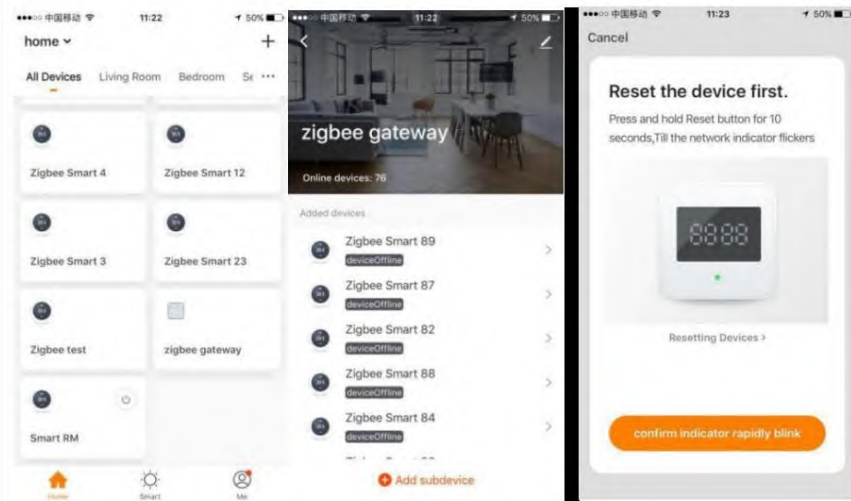 中国移动 11:22 50%
home
All Devices Living Room Bedroom Se
Zigbee Smart 4 Zigbee Smart 12
Zigbee Smart 3 Zigbee Smart 23
Zigbee test zigbee gateway
Smart RM
Home Smart Me
中国移动 11:22 50%
zigbee gateway
Online devices: 76
Added devices
Zigbee Smart 89
deviceOffline
Zigbee Smart 87
deviceOffline
Zigbee Smart 82
deviceOffline
Zigbee Smart 88
deviceOffline
Zigbee Smart 84
deviceOffline
Add subdevice
中国移动 11:23 50%
Cancel
Reset the device first.
Press and hold Reset button for 10
seconds,Till the network indicator flickers
8888
Resetting Devices >
confirm indicator rapidly blink